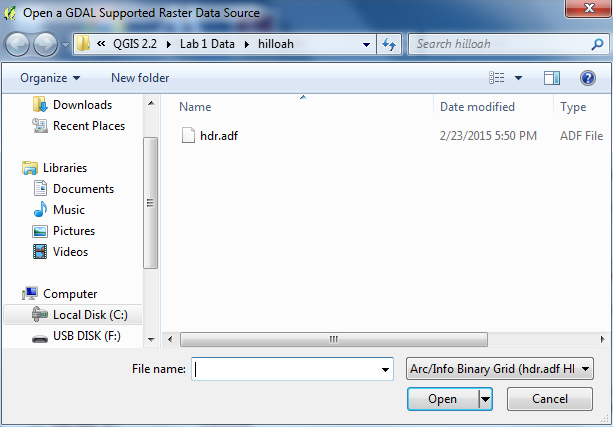 Open a GDAL Supported Raster Data Source
« QGIS 2.2 Lab 1 Data hilloah
Search hilloah
Organize New folder
Downloads
Recent Places
Libraries
Documents
Music
Pictures
Videos
Computer
Local Disk (C:)
USB DISK (F:)
Name Date modified Type
hdr.adf 2/23/2015 5:50 PM ADF File
File name:
Arc/Info Binary Grid (hdr.adf HI
Open Cancel